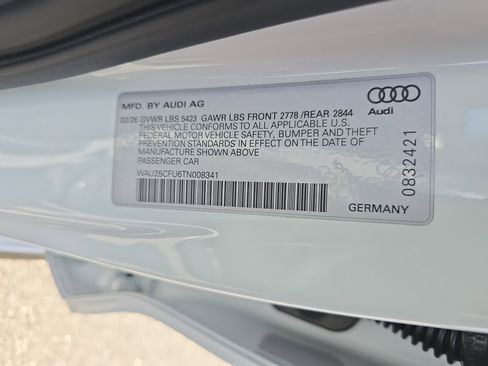 MFD. BY AUDI AG
02/26 GVWR LBS 5423 GAWR LBS FRONT 2778 /REAR 2844
THIS VEHICLE CONFORMS TO ALL APPLICABLE U.S.
FEDERAL MOTOR VEHICLE SAFETY, BUMPER AND THEFT
PREVENTION STANDARDS IN EFFECT ON THE DATE OF
MANUFACTURE SHOWN ABOVE
PASSENGER CAR
WAU25CFU6TN008341
Audi
0832421
GERMANY